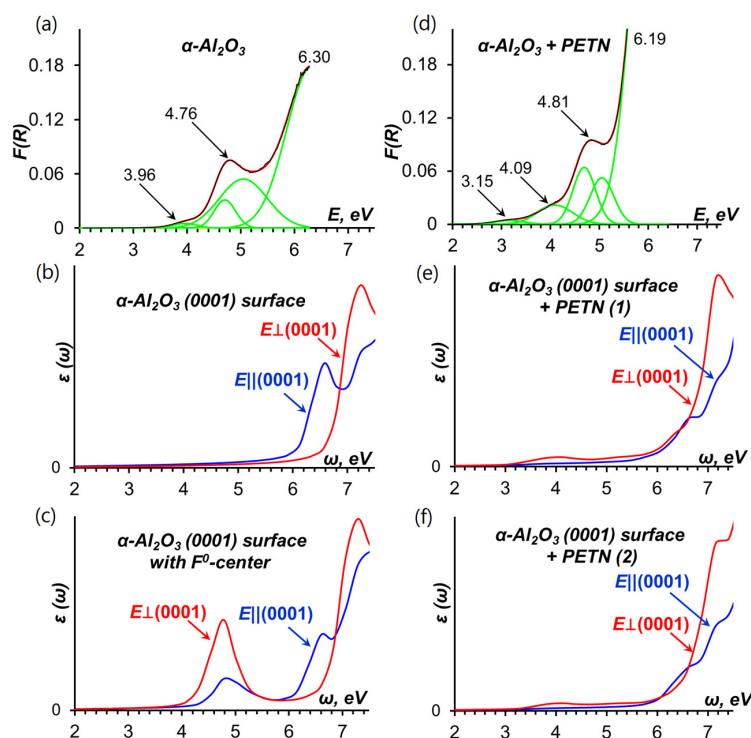 (a)
α-Al₂O₃
6.30
0.18
4.76
0.12
F(R)
3.96
0.06
0
E, eV
2 3 4 5 6 7
(d)
α-Al₂O₃ + PETN
6.19
0.18
4.81
0.12
F(R)
4.09
3.15
0.06
0
E, eV
2 3 4 5 6 7
(b)
α-Al₂O₃ (0001) surface
E⊥(0001)
E||(0001)
ε (ω)
ω, eV
0
2 3 4 5 6 7
(e)
α-Al₂O₃ (0001) surface
+ PETN (1)
E||(0001)
E⊥(0001)
ε (ω)
ω, eV
0
2 3 4 5 6 7
(c)
α-Al₂O₃ (0001) surface
with F⁰-center
E⊥(0001)
E||(0001)
ε (ω)
ω, eV
0
2 3 4 5 6 7
(f)
α-Al₂O₃ (0001) surface
+ PETN (2)
E||(0001)
E⊥(0001)
ε (ω)
ω, eV
0
2 3 4 5 6 7